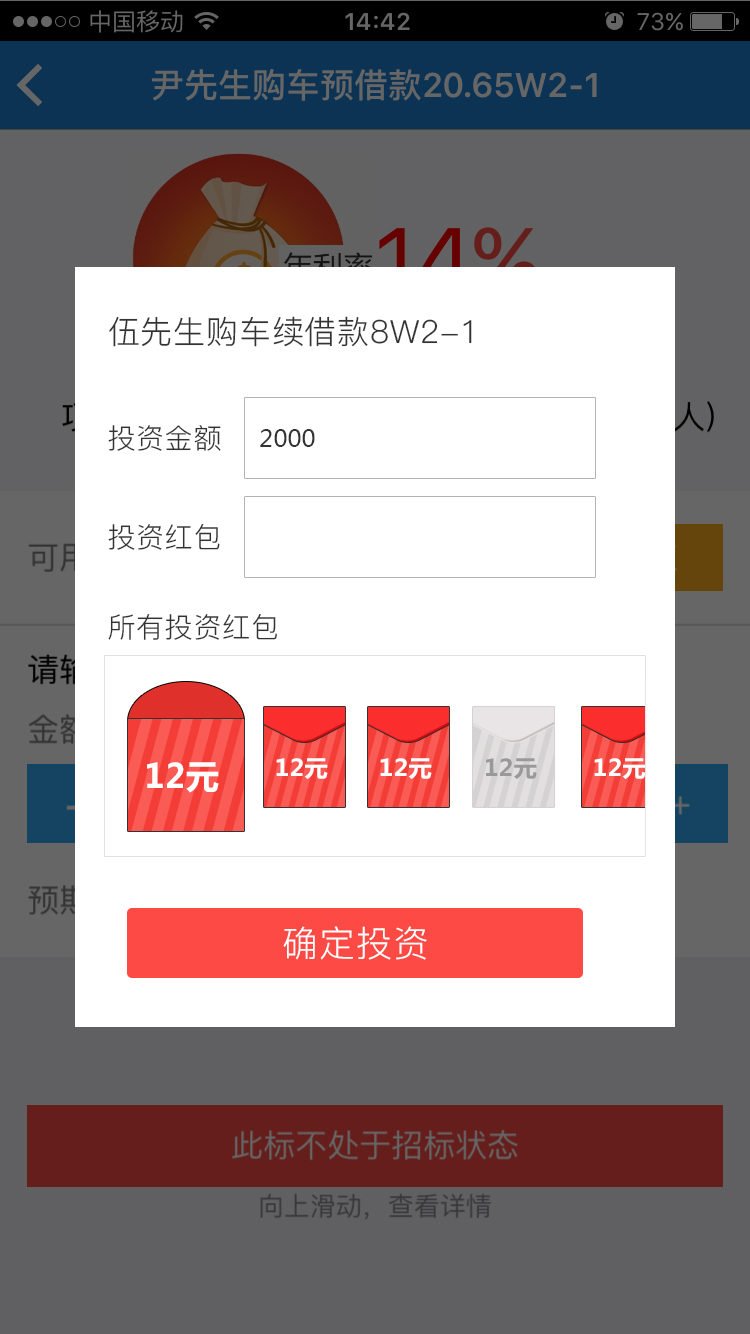 中国移动 14:42 73%
尹先生购车预借款20.65W2-1
年利率14%
伍先生购车续借款8W2-1
人)
投资金额 2000
投资红包
可用
所有投资红包
请输
金额
12元 12元 12元 12元 12元
- +
预期
确定投资
此标不处于招标状态
向上滑动，查看详情